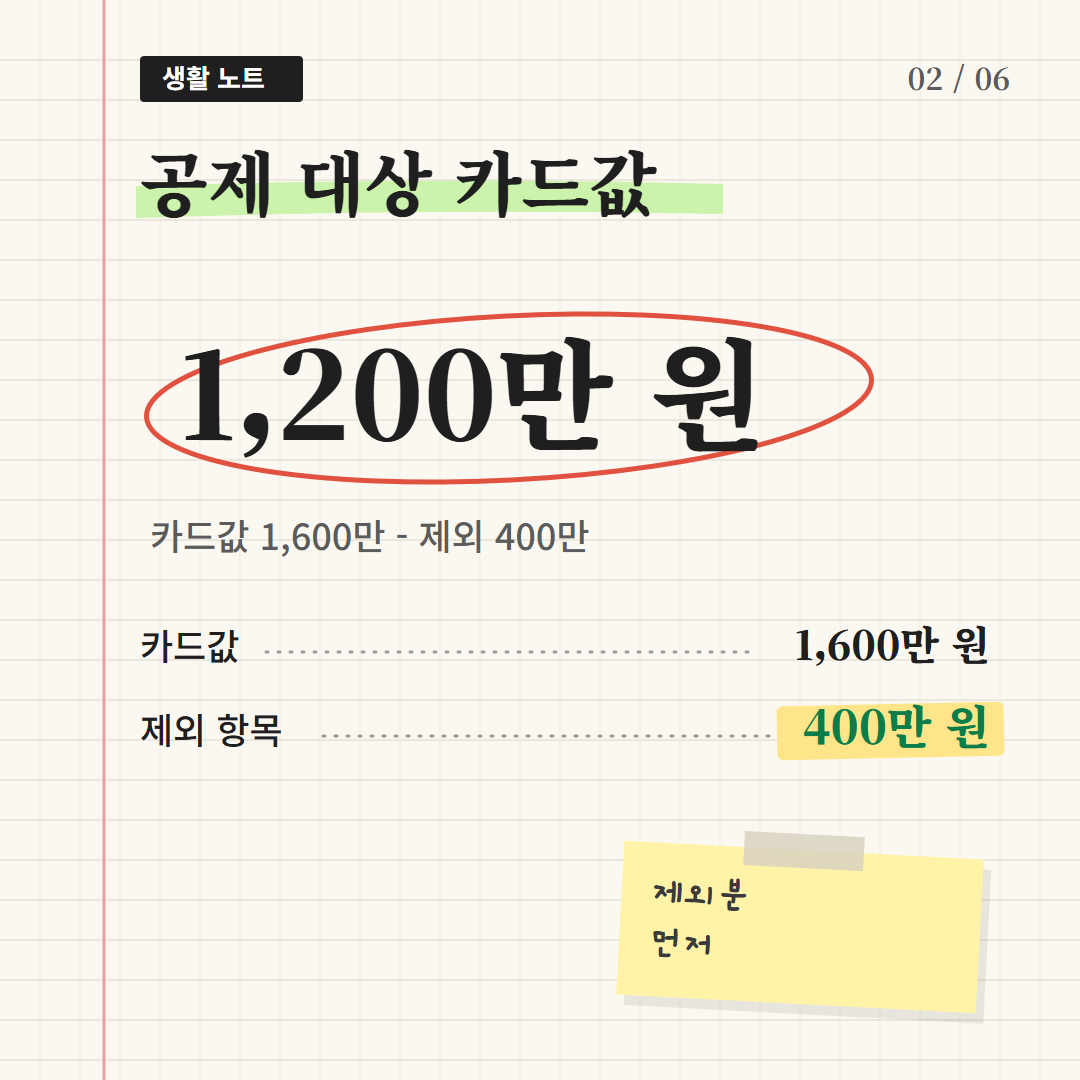 생활 노트
02 / 06
공제 대상 카드값
1,200만 원
카드값 1,600만 - 제외 400만
카드값 1,600만 원
제외 항목 400만 원
제외분
먼저